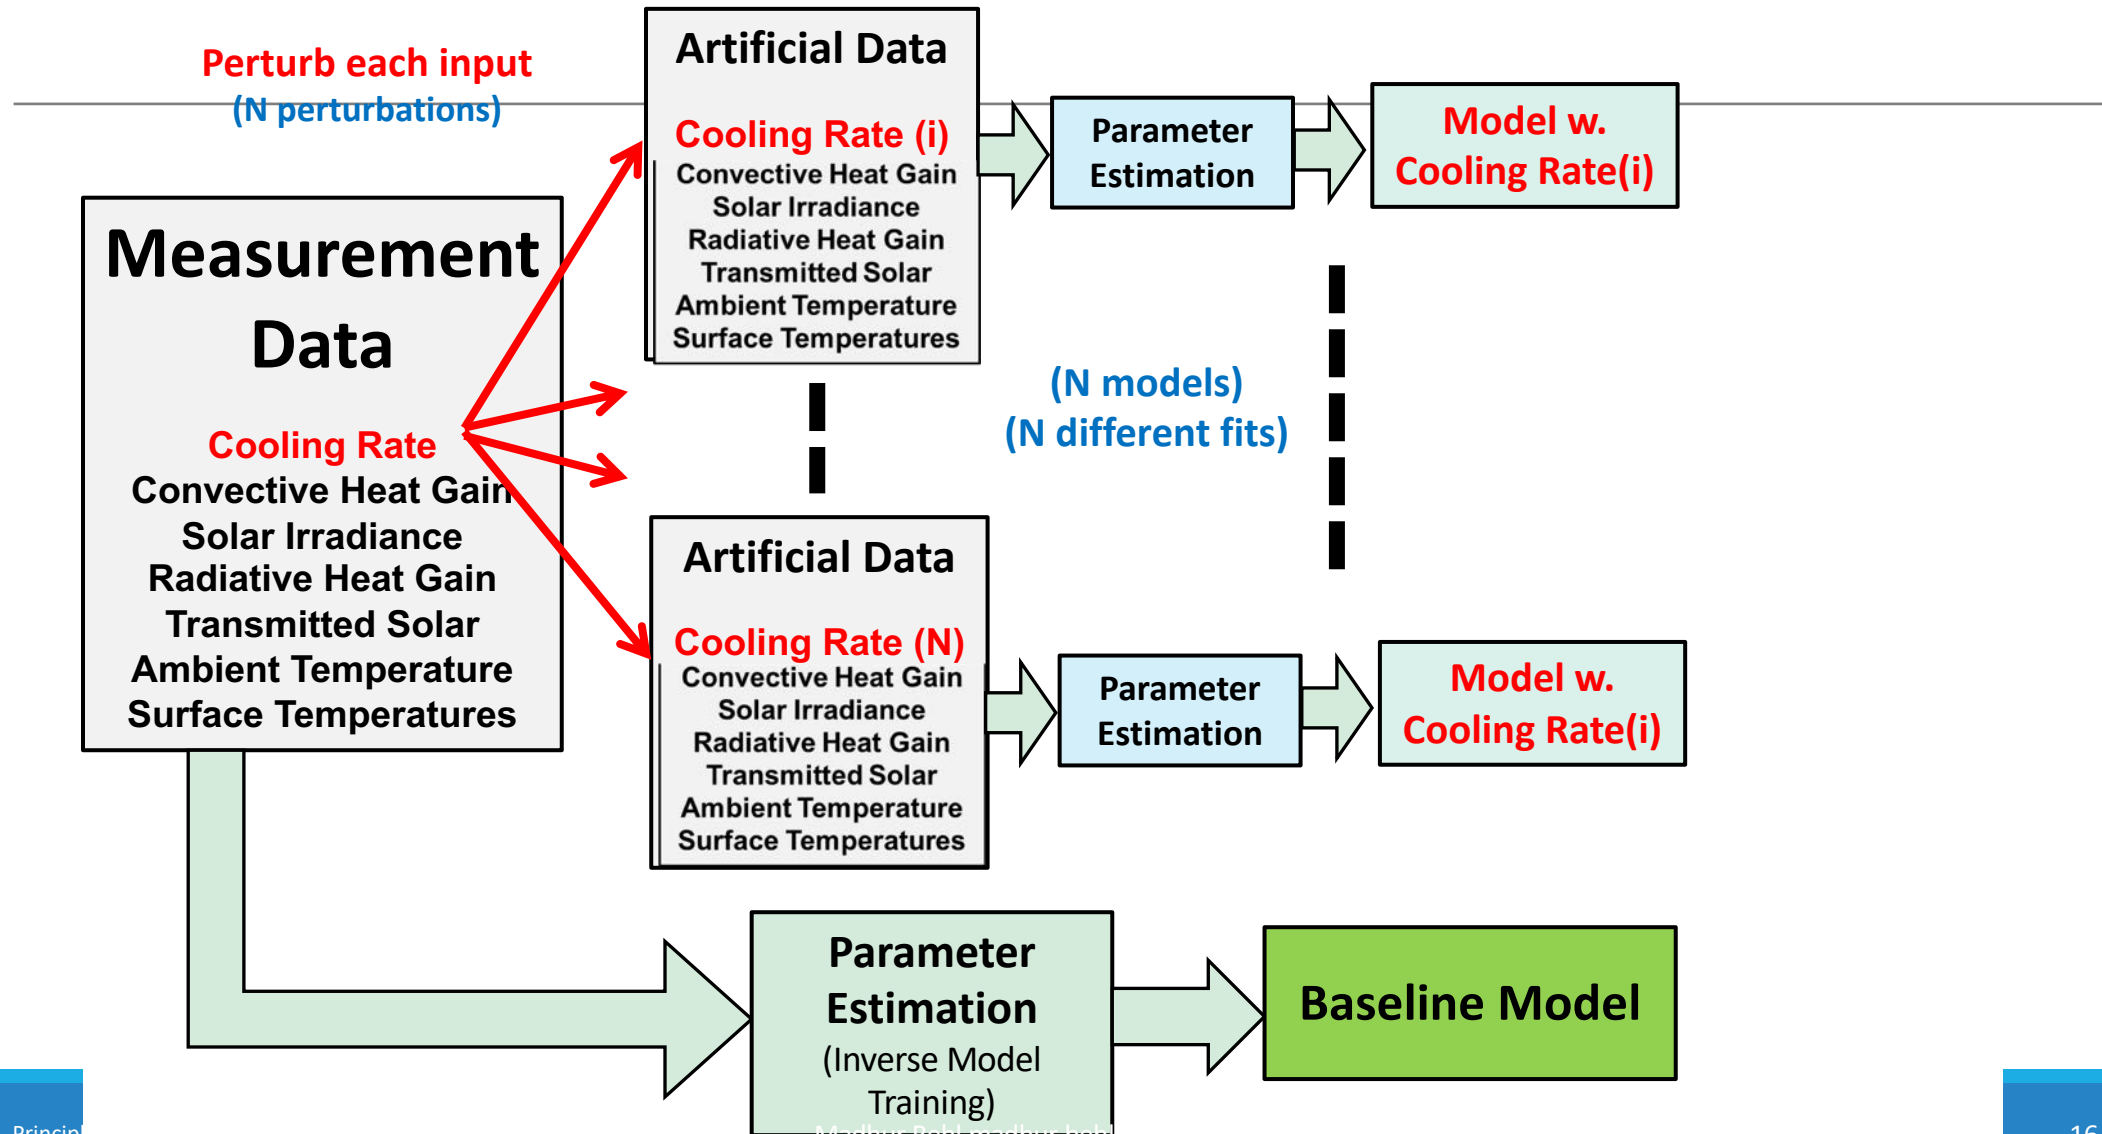 Perturb each input
(N perturbations)
Measurement
Data
Cooling Rate
Convective Heat Gain
Solar Irradiance
Radiative Heat Gain
Transmitted Solar
Ambient Temperature
Surface Temperatures
Artificial Data
Cooling Rate (i)
Convective Heat Gain
Solar Irradiance
Radiative Heat Gain
Transmitted Solar
Ambient Temperature
Surface Temperatures
Parameter
Estimation
Model w.
Cooling Rate(i)
(N models)
(N different fits)
Artificial Data
Cooling Rate (N)
Convective Heat Gain
Solar Irradiance
Radiative Heat Gain
Transmitted Solar
Ambient Temperature
Surface Temperatures
Parameter
Estimation
Model w.
Cooling Rate(i)
Parameter
Estimation
(Inverse Model
Training)
Baseline Model
16